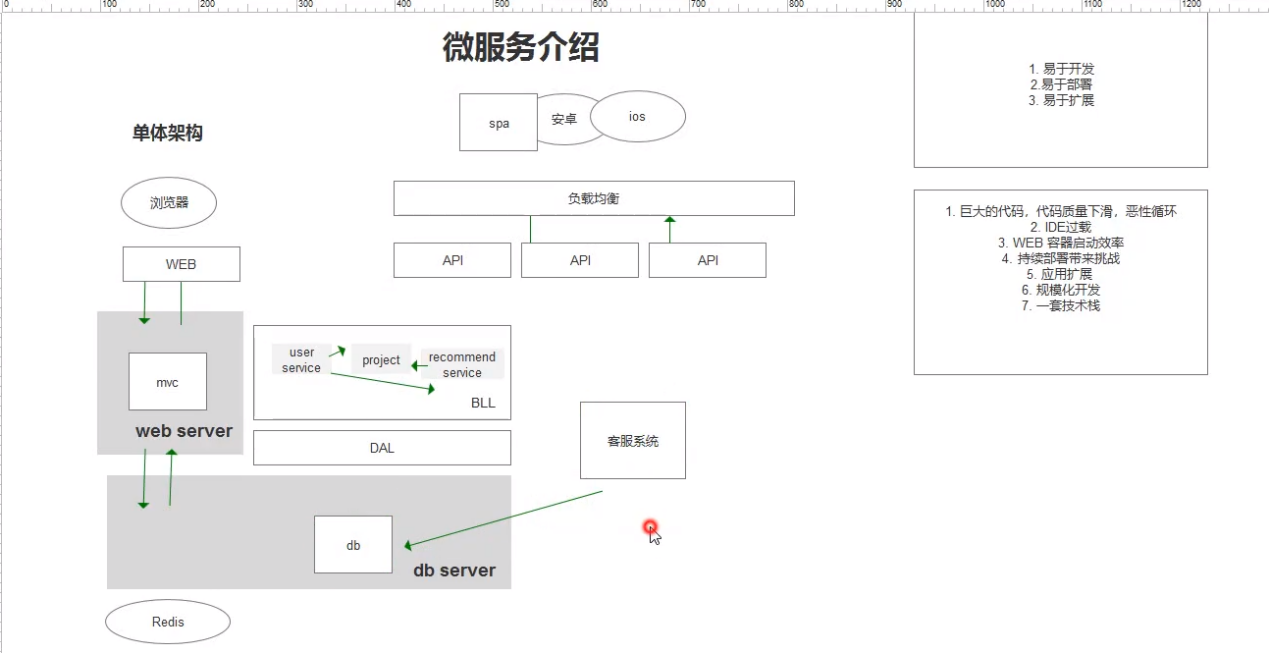 0 100 200 300 400 500 600 700 800 900 1000 1100 1200
微服务介绍
单体架构
spa
安卓
ios
浏览器
负载均衡
WEB
API
API
API
mvc
web server
user
service
project
recommend
service
BLL
DAL
客服系统
db
db server
Redis
1. 易于开发
2.易于部署
3. 易于扩展
1. 巨大的代码，代码质量下滑，恶性循环
2. IDE过载
3. WEB 容器启动效率
4. 持续部署带来挑战
5. 应用扩展
6. 规模化开发
7. 一套技术栈